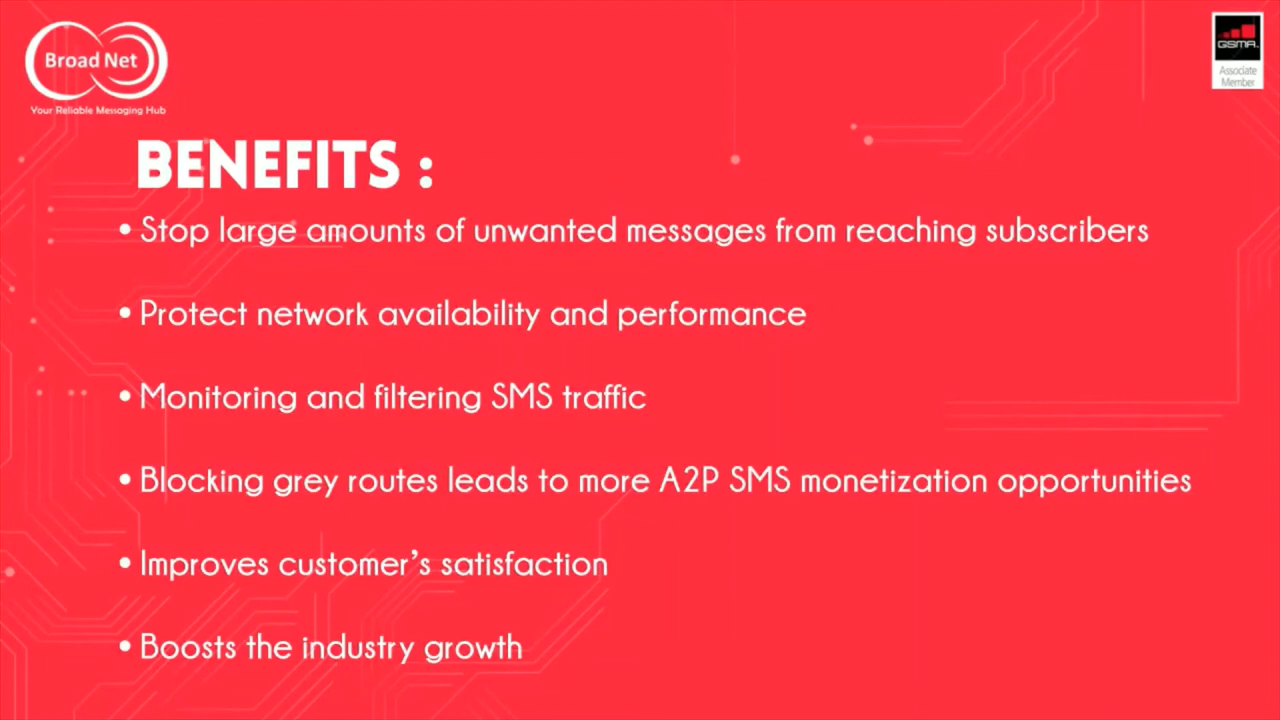 Broad Net
Your Reliable Messaging Hub
GSMA
Associate
Member
BENEFITS :
• Stop large amounts of unwanted messages from reaching subscribers
• Protect network availability and performance
• Monitoring and filtering SMS traffic
• Blocking grey routes leads to more A2P SMS monetization opportunities
• Improves customer’s satisfaction
• Boosts the industry growth